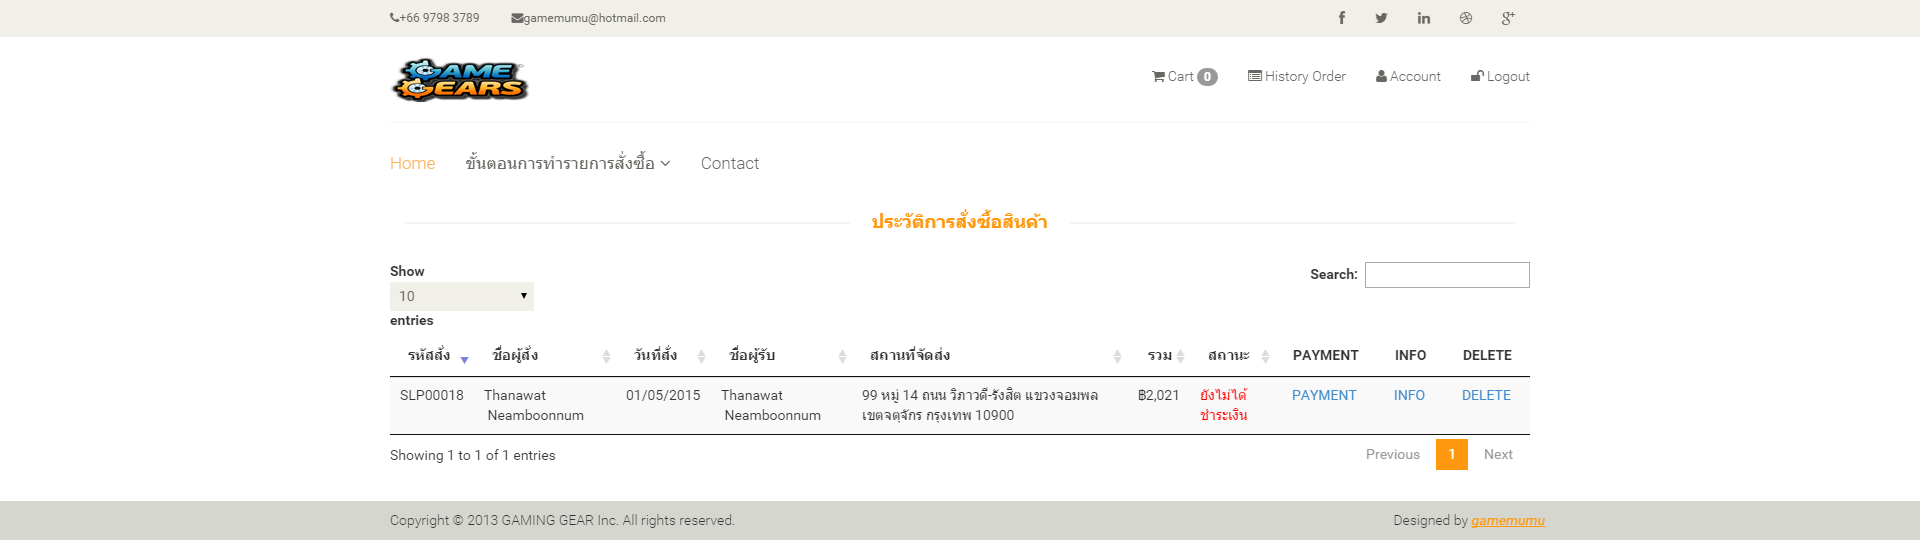 +66 9798 3789 gamemumu@hotmail.com
GAME
GEARS
Cart 0 History Order Account Logout
Home ขั้นตอนการทำรายการสั่งซื้อ Contact
ประวัติการสั่งซื้อสินค้า
Show
10
entries
Search:
รหัสสั่ง ชื่อผู้สั่ง วันที่สั่ง ชื่อผู้รับ สถานที่จัดส่ง รวม สถานะ PAYMENT INFO DELETE
SLP00018 Thanawat 01/05/2015 Thanawat 99 หมู่ 14 ถนน วิภาวดี-รังสิต แขวงจอมพล ฿2,021 ยังไม่ได้ PAYMENT INFO DELETE
Neamboonnum Neamboonnum เขตจตุจักร กรุงเทพ 10900 ชำระเงิน
Showing 1 to 1 of 1 entries Previous 1 Next
Copyright © 2013 GAMING GEAR Inc. All rights reserved. Designed by gamemumu